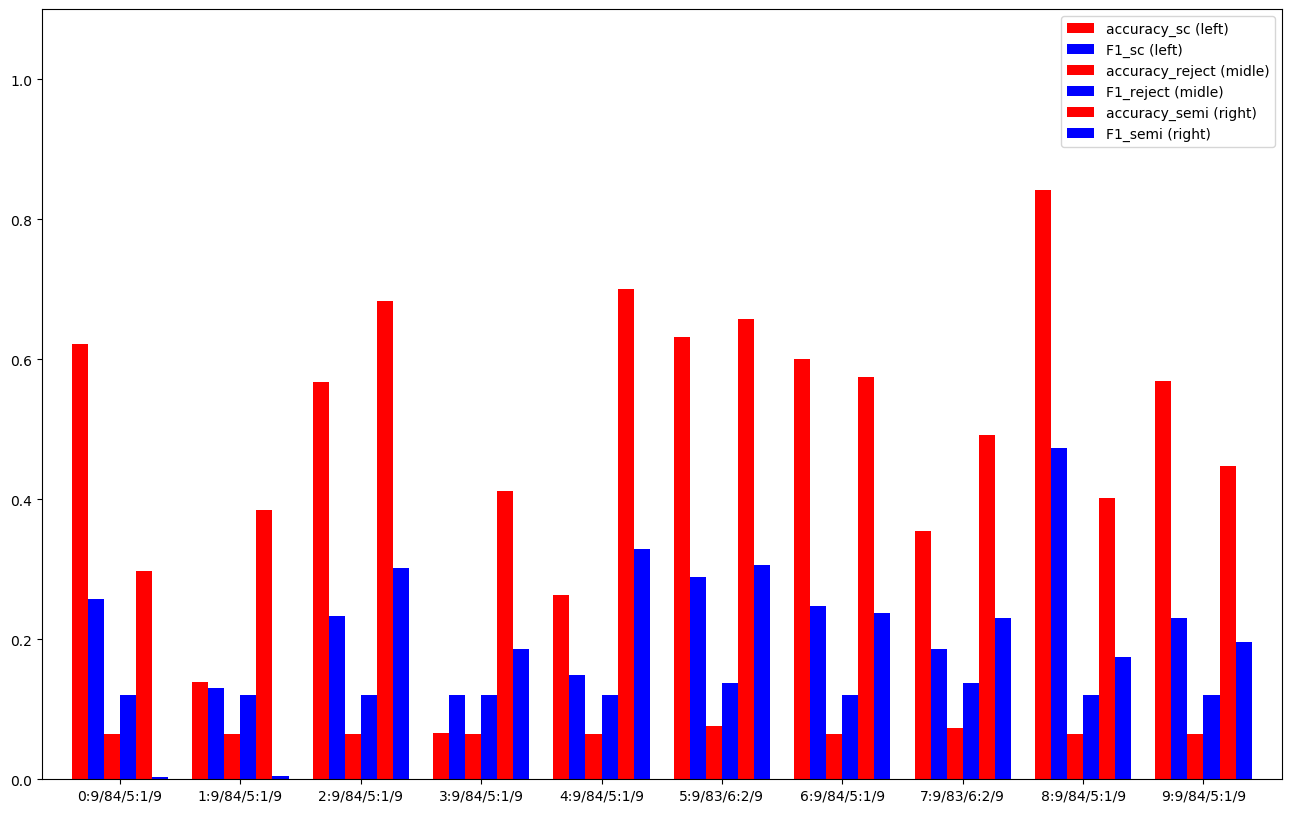 accuracy_sc (left)
F1_sc (left)
accuracy_reject (midle)
F1_reject (midle)
accuracy_semi (right)
F1_semi (right)
1.0
0.8
0.6
0.4
0.2
0.0
0:9/84/5:1/9 1:9/84/5:1/9 2:9/84/5:1/9 3:9/84/5:1/9 4:9/84/5:1/9 5:9/83/6:2/9 6:9/84/5:1/9 7:9/83/6:2/9 8:9/84/5:1/9 9:9/84/5:1/9